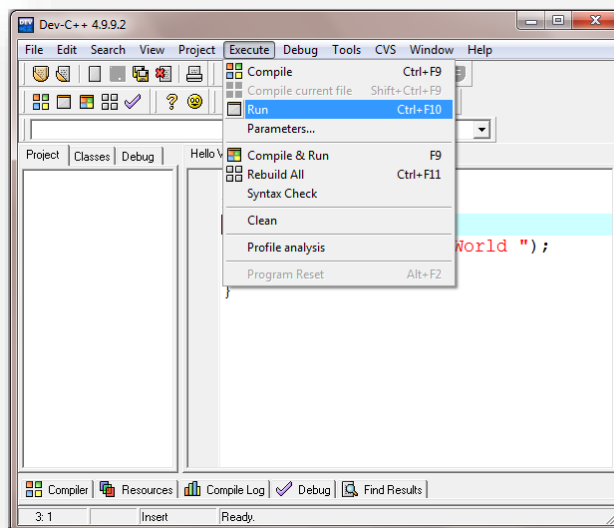 Dev-C++ 4.9.9.2
File Edit Search View Project Execute Debug Tools CVS Window Help
Compile Ctrl+F9
Compile current file Shift+Ctrl+F9
Run Ctrl+F10
Parameters...
Compile & Run F9
Rebuild All Ctrl+F11
Syntax Check
Clean
Profile analysis
Program Reset Alt+F2
Project Classes Debug
Hello
World ");
}
Compiler Resources Compile Log Debug Find Results
3: 1 Insert Ready.